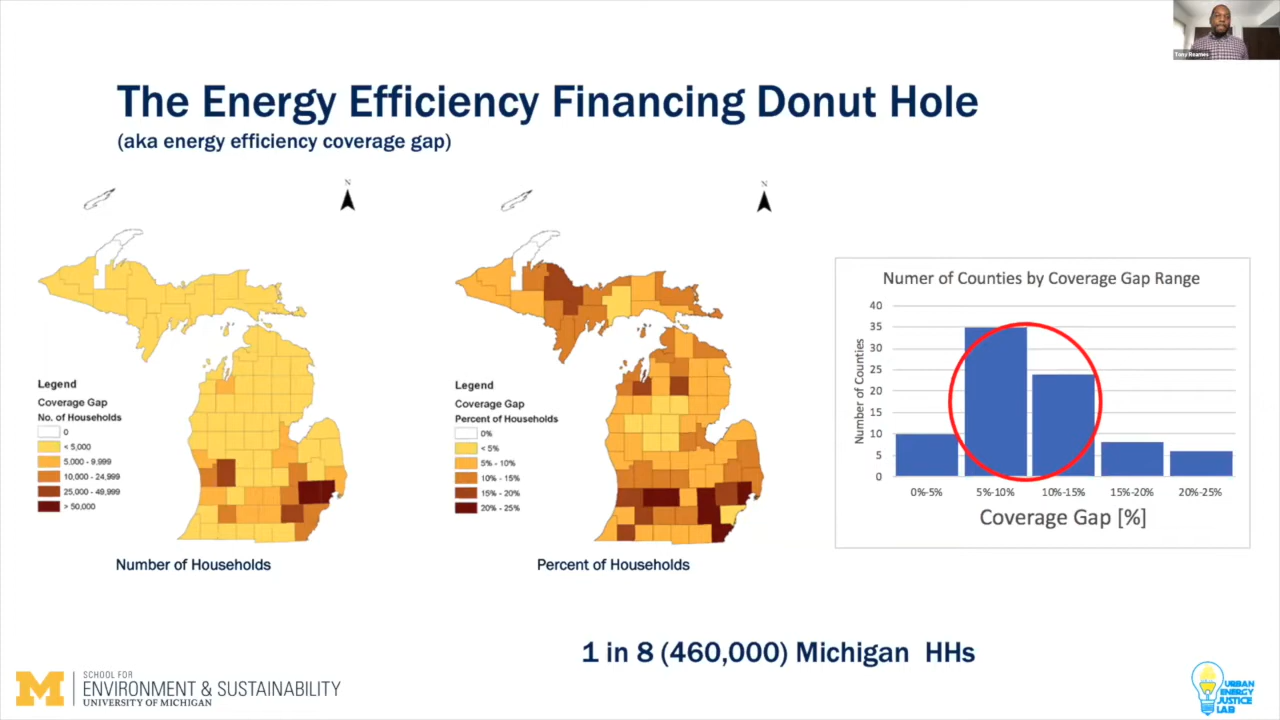 Tony Reames
The Energy Efficiency Financing Donut Hole
(aka energy efficiency coverage gap)
N
Legend
Coverage Gap
No. of Households
0
< 5,000
5,000 - 9,999
10,000 - 24,999
25,000 - 49,999
> 50,000
Number of Households
N
Legend
Coverage Gap
Percent of Households
0%
< 5%
5% - 10%
10% - 15%
15% - 20%
20% - 25%
Percent of Households
Numer of Counties by Coverage Gap Range
Number of Counties
40
35
30
25
20
15
10
5
0
0%-5% 5%-10% 10%-15% 15%-20% 20%-25%
Coverage Gap [%]
1 in 8 (460,000) Michigan HHs
M
SCHOOL FOR
ENVIRONMENT & SUSTAINABILITY
UNIVERSITY OF MICHIGAN
URBAN
ENERGY
JUSTICE
LAB